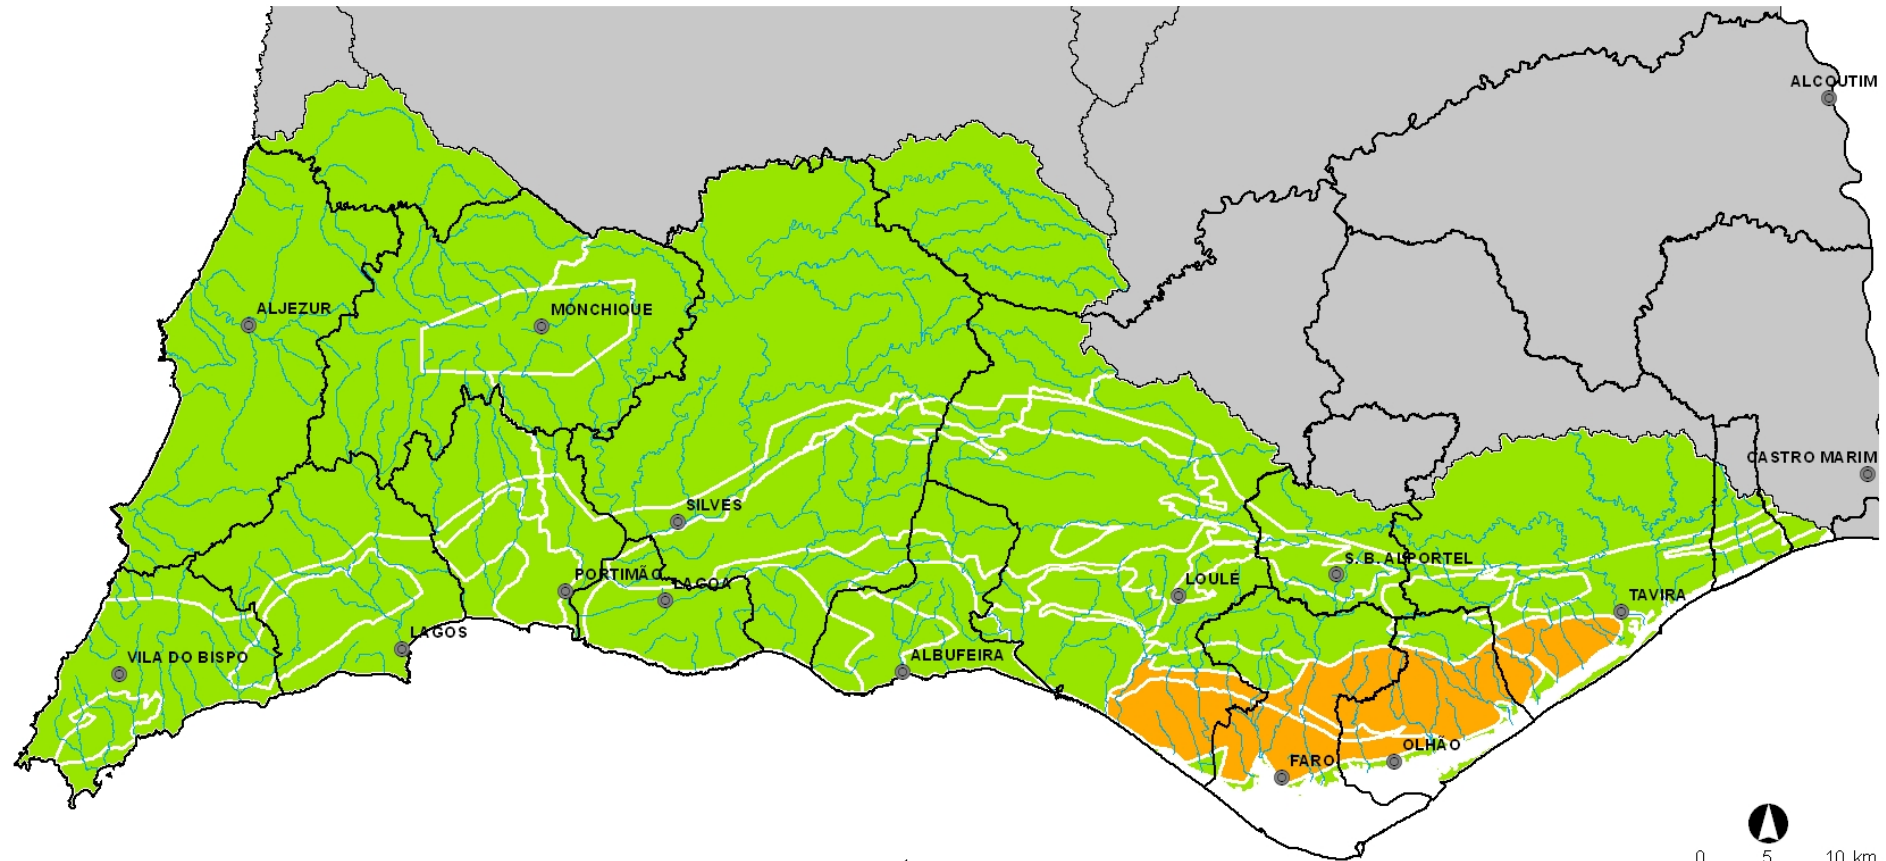 ALCOUTIM
ALJEZUR
MONCHIQUE
CASTRO MARIM
SILVES
S. B. ALPORTEL
PORTIMÃO
LAGOA
LOULÉ
TAVIRA
LAGOS
VILA DO BISPO
ALBUFEIRA
OLHÃO
FARO
0 5 10 km